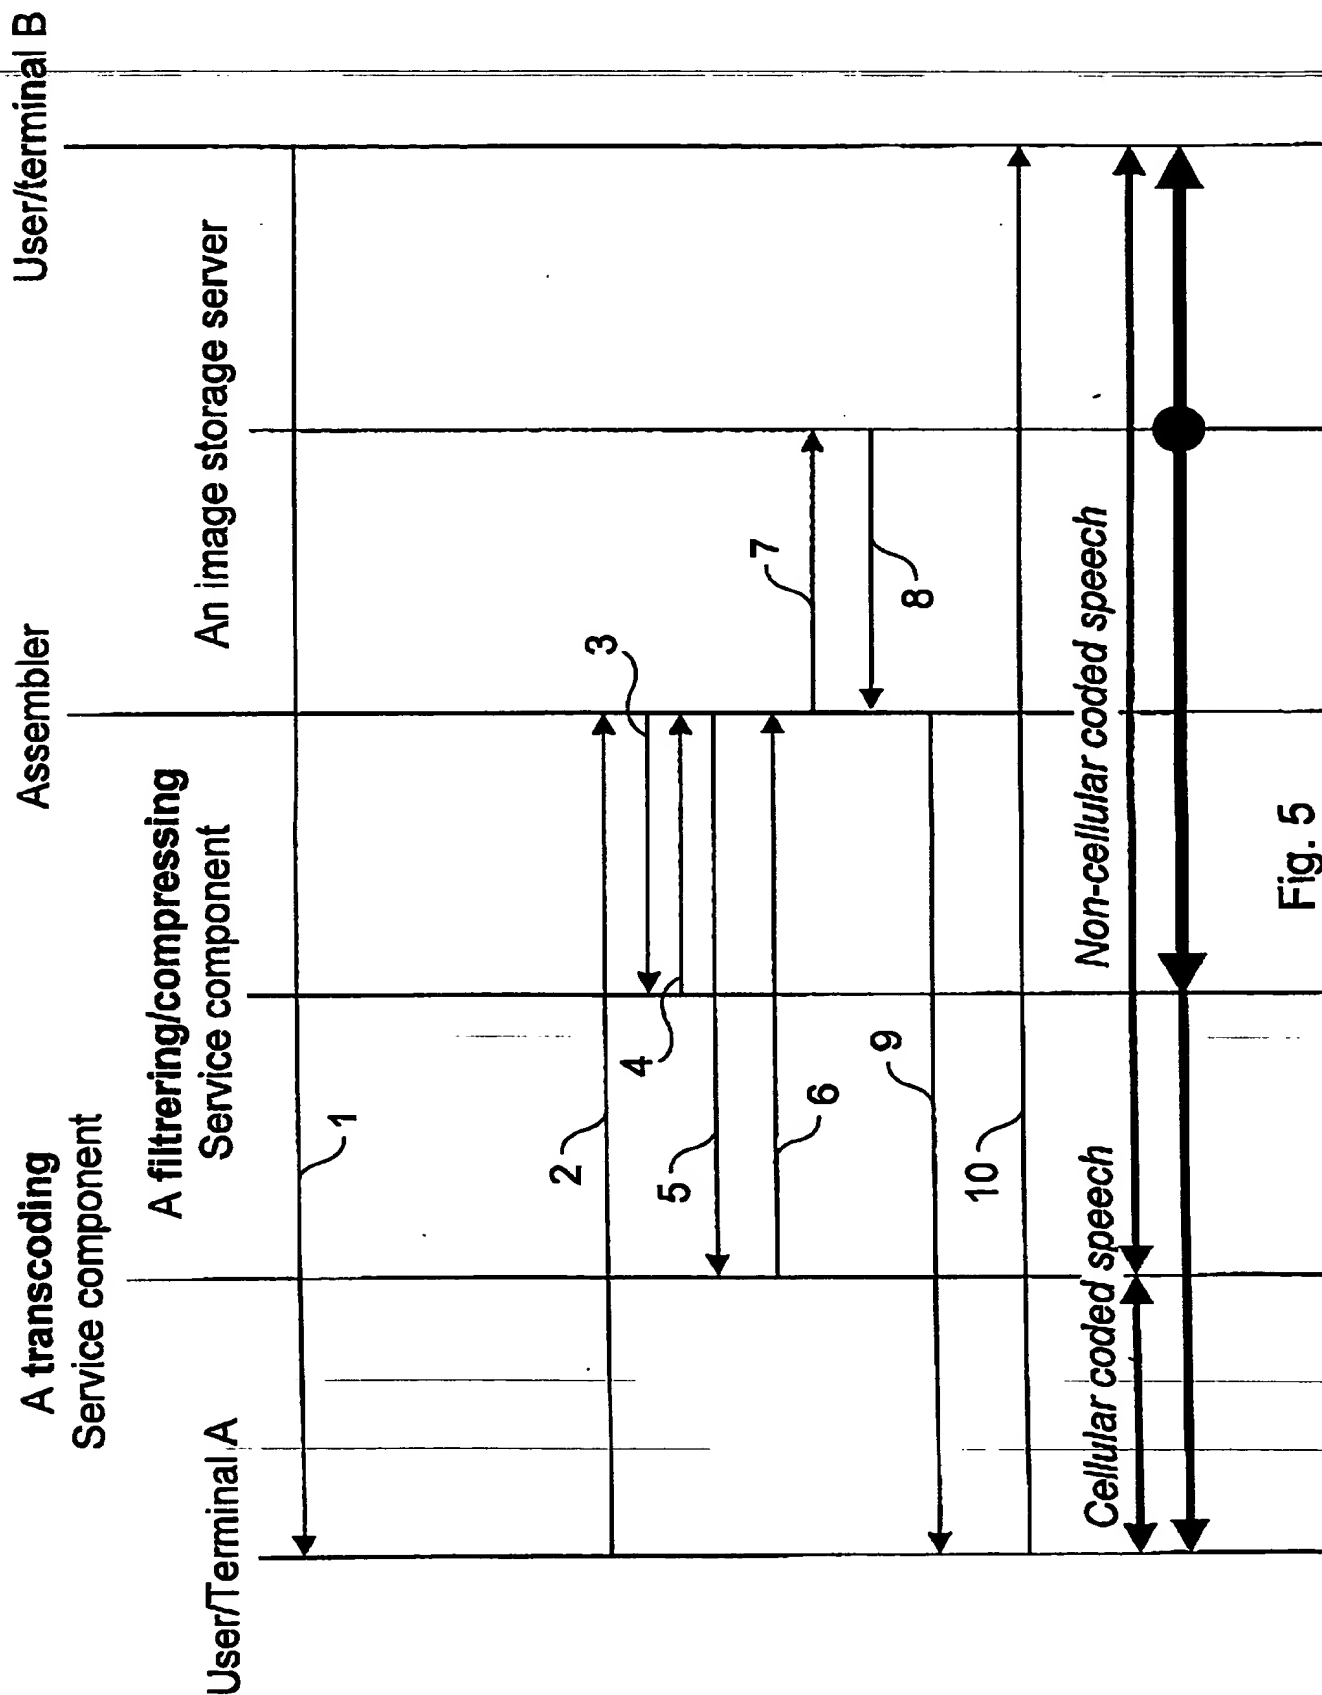 User/Terminal A
A transcoding
Service component
A filtrering/compressing
Service component
Assembler
An image storage server
User/terminal B
1
2
3
4
5
6
7
8
9
10
Cellular coded speech
Non-cellular coded speech
Fig. 5